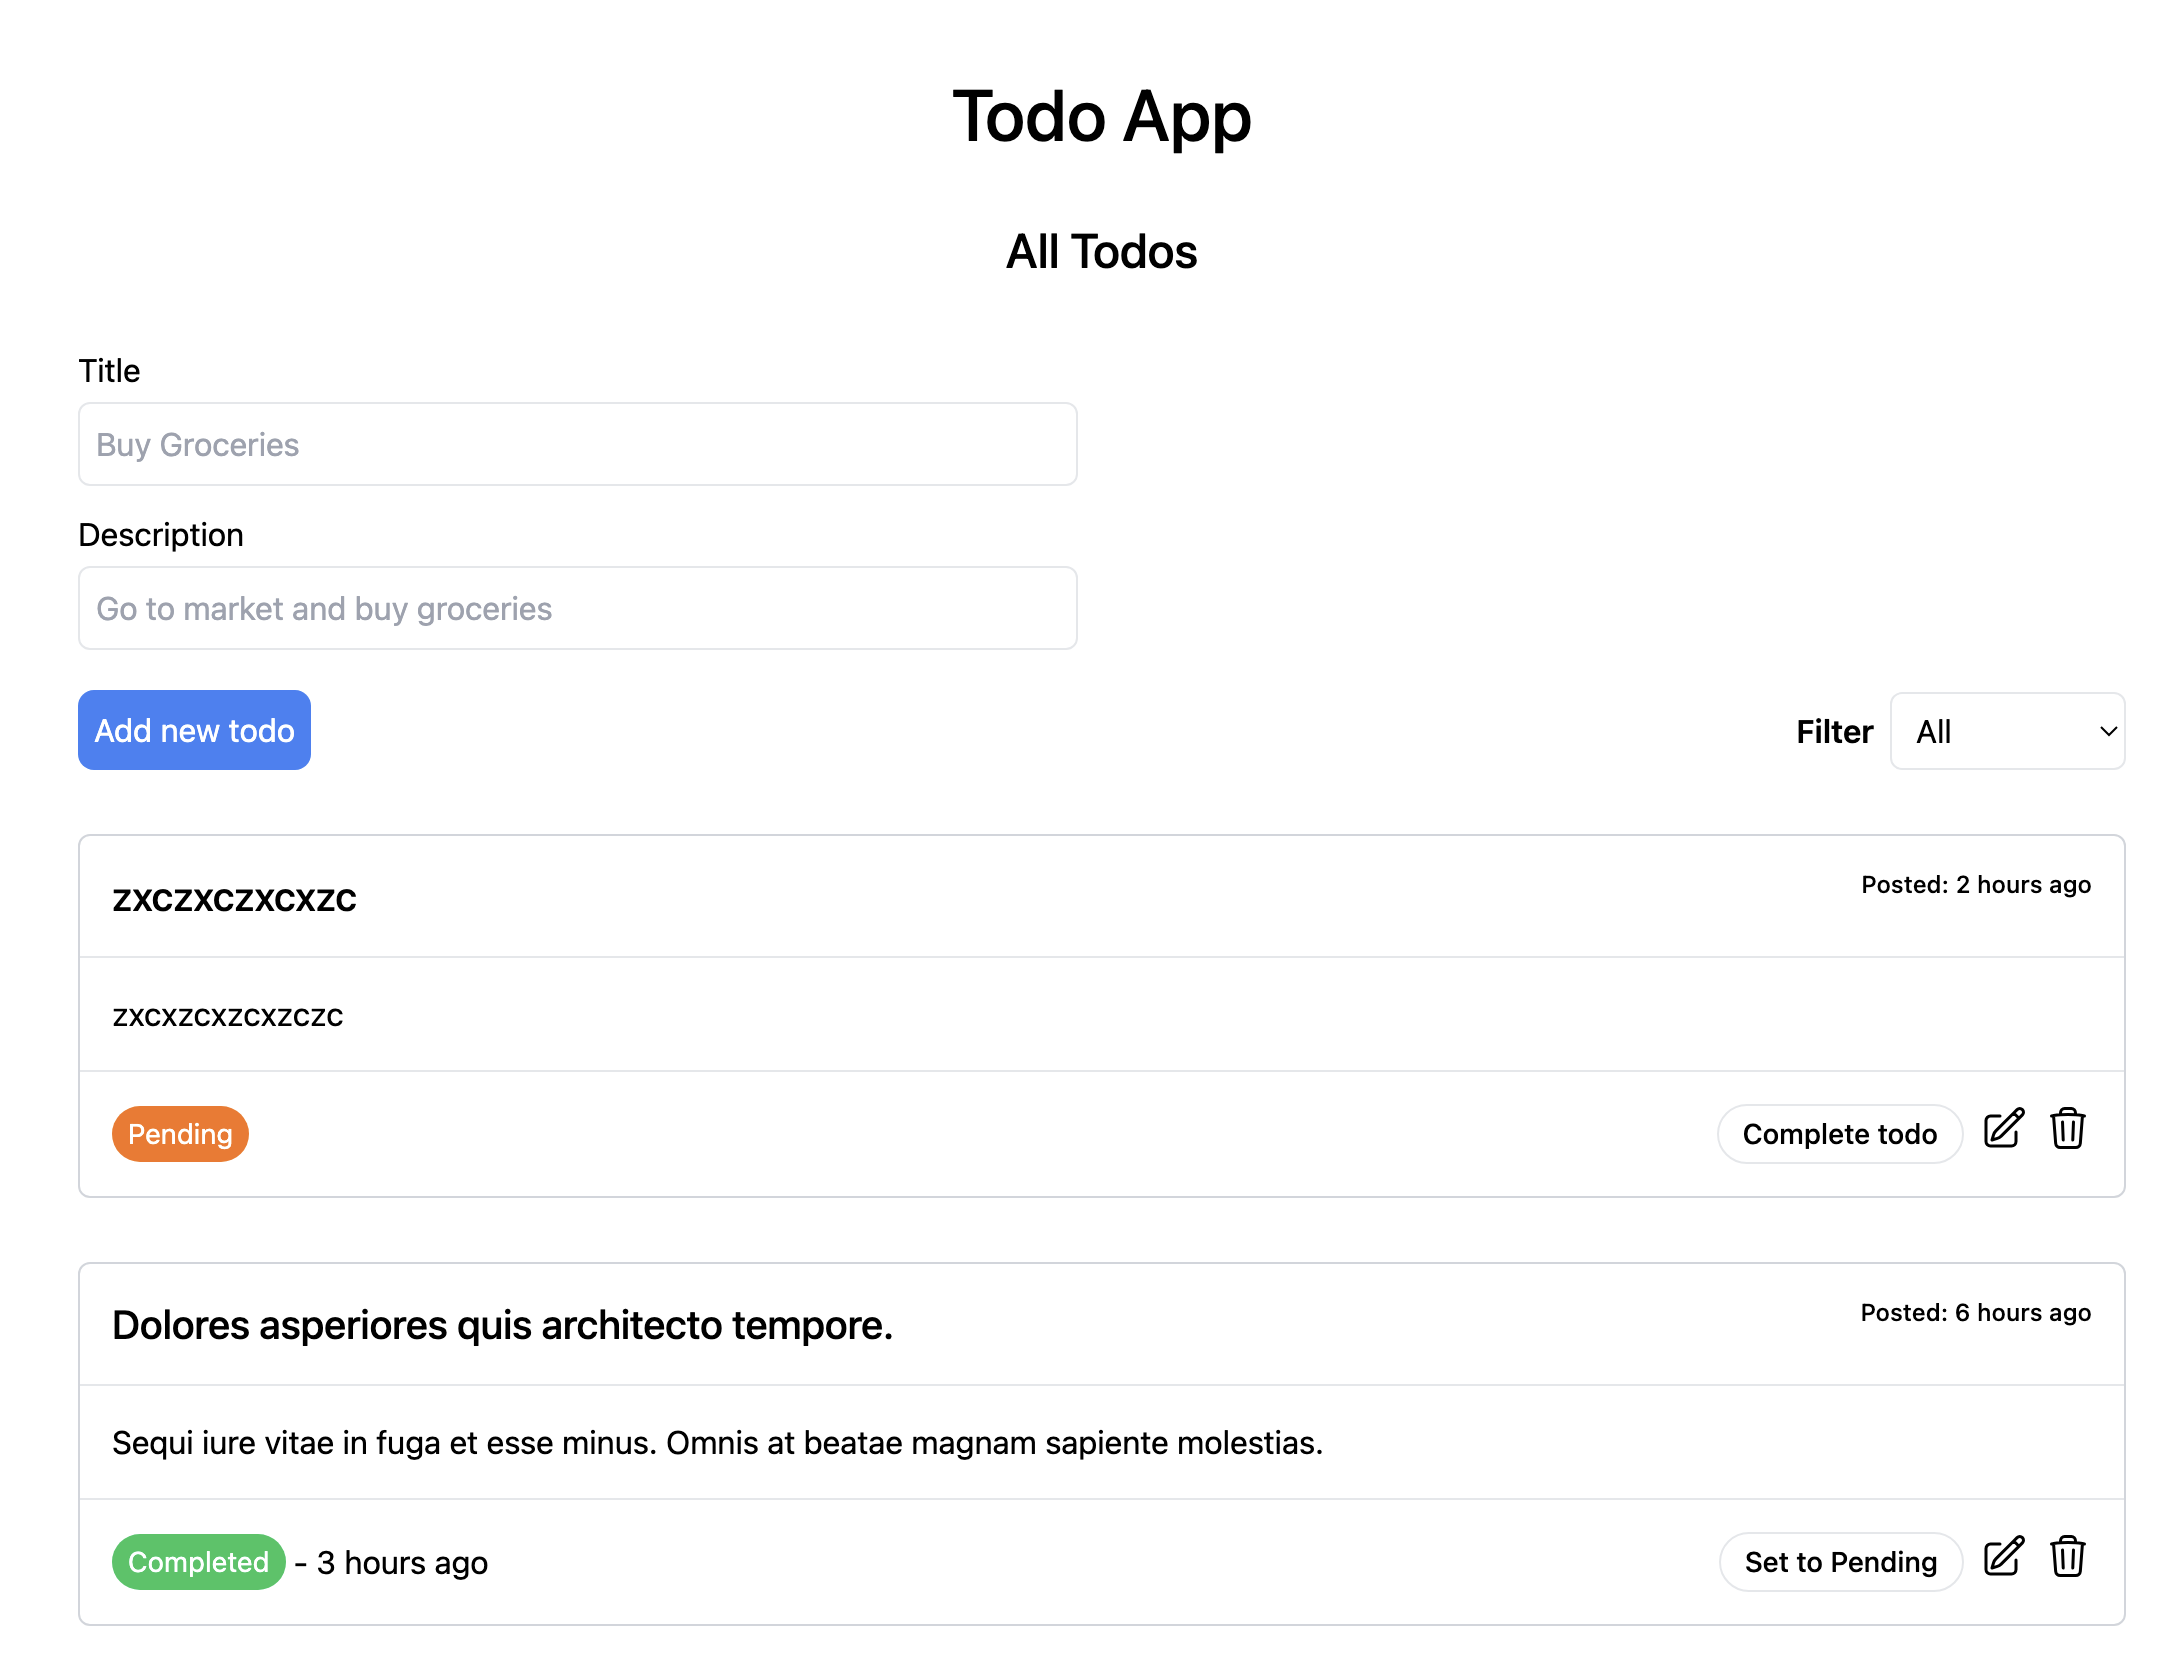 Todo App
All Todos
Title
Buy Groceries
Description
Go to market and buy groceries
Add new todo
Filter All
zxczxczxcxzc
Posted: 2 hours ago
zxcxzcxzcxzczc
Pending
Complete todo
Dolores asperiores quis architecto tempore.
Posted: 6 hours ago
Sequi iure vitae in fuga et esse minus. Omnis at beatae magnam sapiente molestias.
Completed - 3 hours ago
Set to Pending